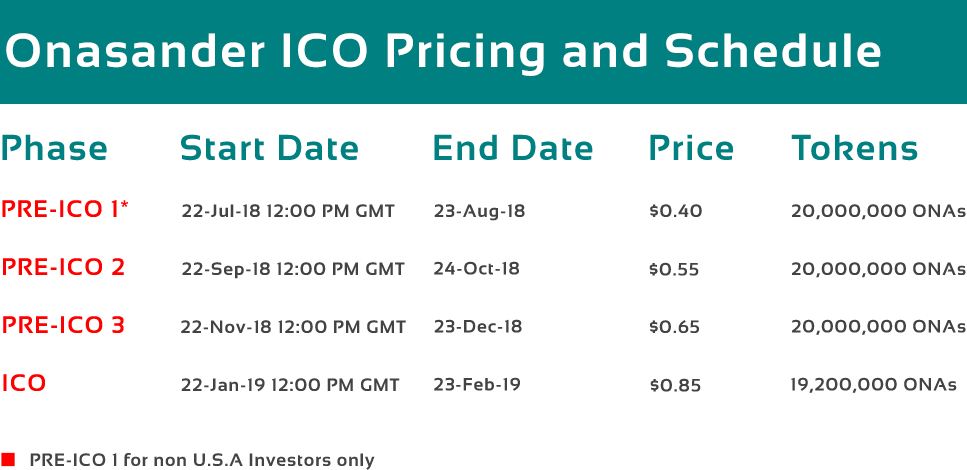 Onasander ICO Pricing and Schedule
Phase Start Date End Date Price Tokens
PRE-ICO 1* 22-Jul-18 12:00 PM GMT 23-Aug-18 $0.40 20,000,000 ONAs
PRE-ICO 2 22-Sep-18 12:00 PM GMT 24-Oct-18 $0.55 20,000,000 ONAs
PRE-ICO 3 22-Nov-18 12:00 PM GMT 23-Dec-18 $0.65 20,000,000 ONAs
ICO 22-Jan-19 12:00 PM GMT 23-Feb-19 $0.85 19,200,000 ONAs
PRE-ICO 1 for non U.S.A Investors only